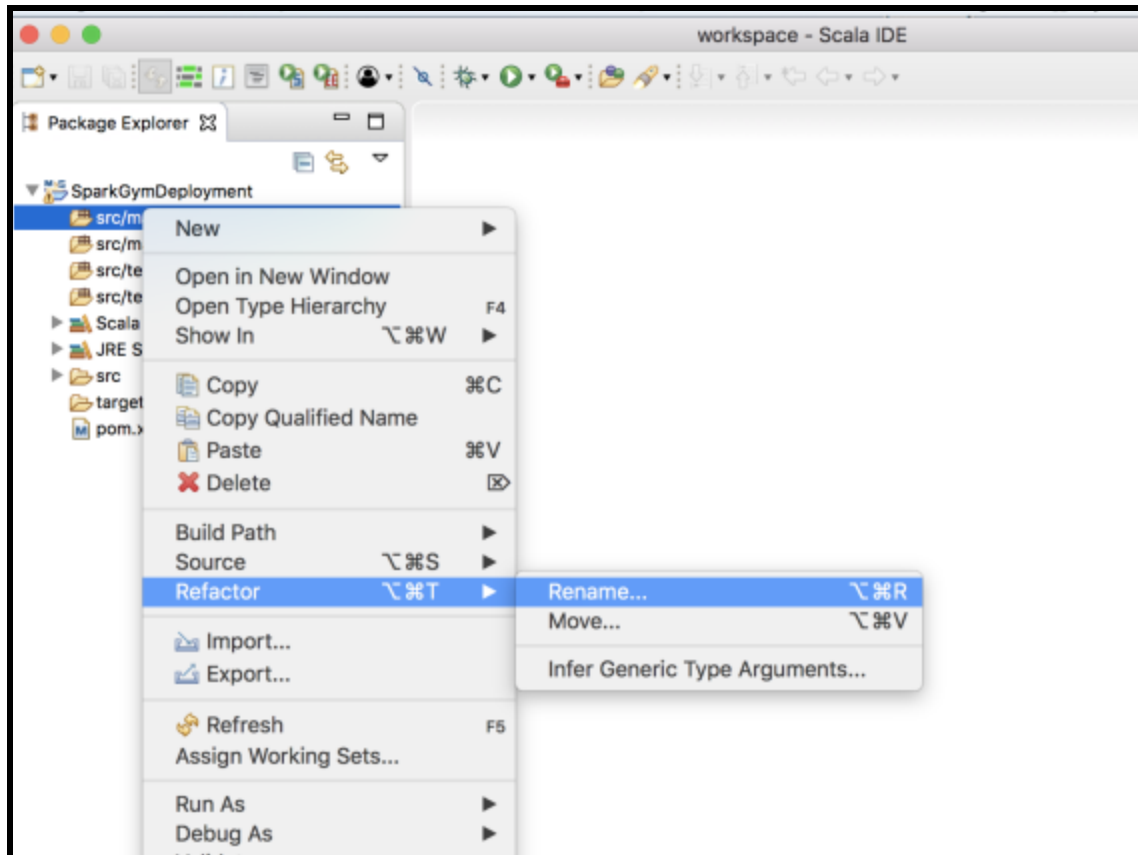 workspace - Scala IDE
Package Explorer
SparkGymDeployment
src/m
src/m
src/te
src/te
Scala
JRE S
src
target
pom.x
New
Open in New Window
Open Type Hierarchy F4
Show In ⌥⌘W
Copy ⌘C
Copy Qualified Name
Paste ⌘V
Delete ⌦
Build Path
Source ⌥⌘S
Refactor ⌥⌘T
Rename... ⌥⌘R
Move... ⌥⌘V
Infer Generic Type Arguments...
Import...
Export...
Refresh F5
Assign Working Sets...
Run As
Debug As